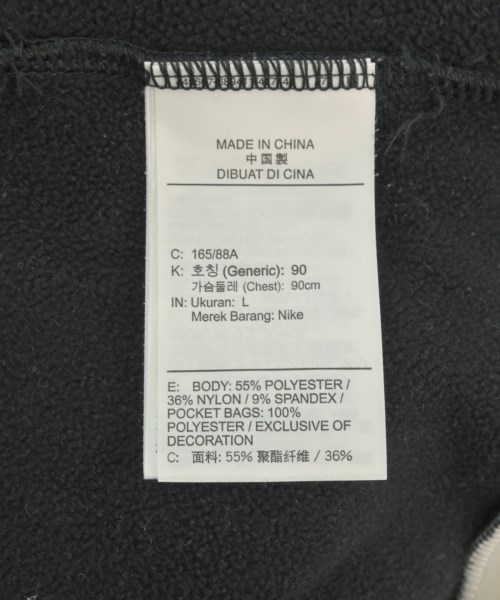 MADE IN CHINA
中国製
DIBUAT DI CINA
C: 165/88A
K: 호칭 (Generic): 90
가슴둘레 (Chest): 90cm
IN: Ukuran: L
Merek Barang: Nike
E: BODY: 55% POLYESTER /
36% NYLON / 9% SPANDEX /
POCKET BAGS: 100%
POLYESTER / EXCLUSIVE OF
DECORATION
C: 面料: 55% 聚酯纤维 / 36%